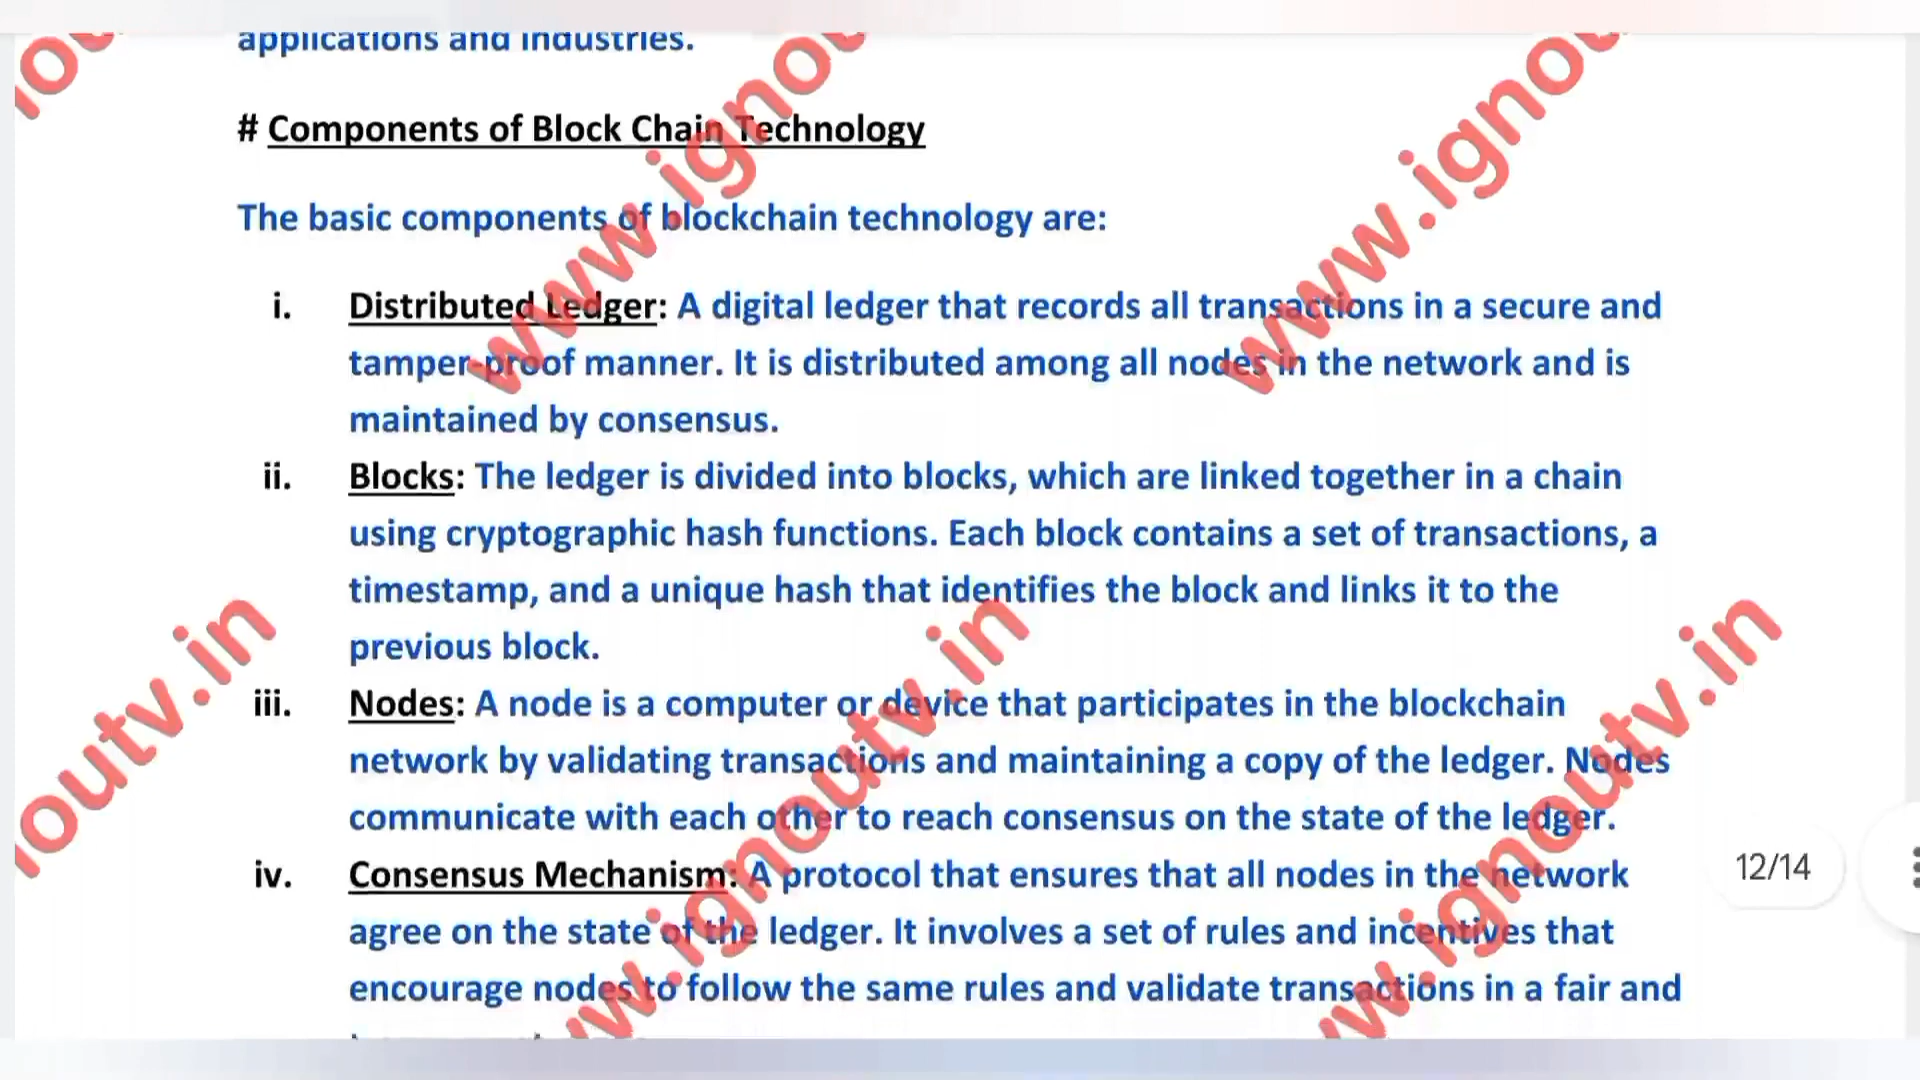 applications and industries.
# Components of Block Chain Technology
The basic components of blockchain technology are:
i. Distributed Ledger: A digital ledger that records all transactions in a secure and
tamper-proof manner. It is distributed among all nodes in the network and is
maintained by consensus.
ii. Blocks: The ledger is divided into blocks, which are linked together in a chain
using cryptographic hash functions. Each block contains a set of transactions, a
timestamp, and a unique hash that identifies the block and links it to the
previous block.
iii. Nodes: A node is a computer or device that participates in the blockchain
network by validating transactions and maintaining a copy of the ledger. Nodes
communicate with each other to reach consensus on the state of the ledger.
iv. Consensus Mechanism: A protocol that ensures that all nodes in the network
agree on the state of the ledger. It involves a set of rules and incentives that
encourage nodes to follow the same rules and validate transactions in a fair and
12/14
www.ignou
www.ignou
noutv.in
w.ignoutv.in
w.ignoutv.in